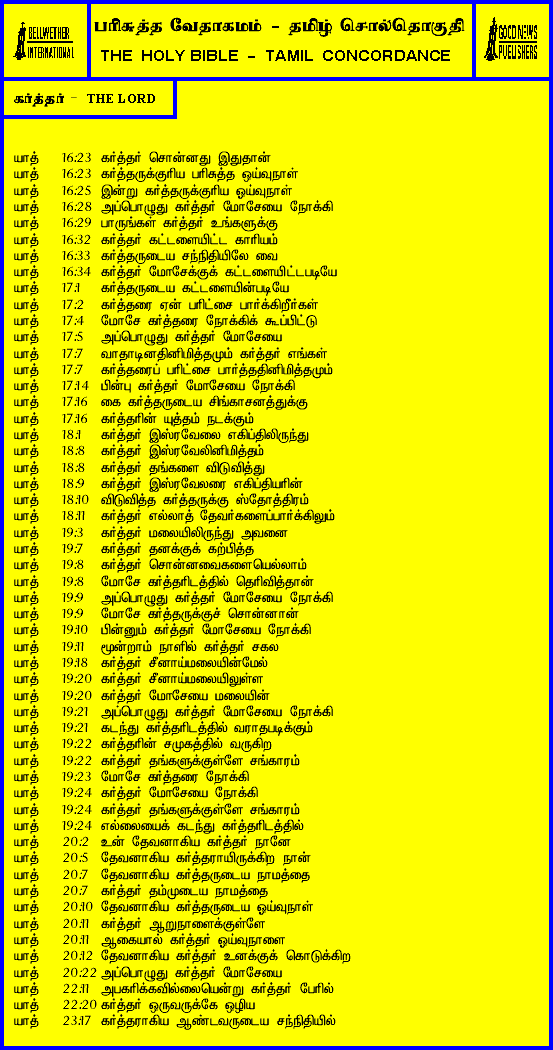 BELLWETHER
INTERNATIONAL
பரிசுத்த வேதாகமம் - தமிழ் சொல்தொகுதி
THE HOLY BIBLE - TAMIL CONCORDANCE
GOOD NEWS
PUBLISHERS
கர்த்தர் - THE LORD
யாத் 16:23 கர்த்தர் சொன்னது இதுதான்
யாத் 16:23 கர்த்தருக்குரிய பரிசுத்த ஓய்வுநாள்
யாத் 16:25 இன்று கர்த்தருக்குரிய ஓய்வுநாள்
யாத் 16:28 அப்பொழுது கர்த்தர் மோசேயை நோக்கி
யாத் 16:29 பாருங்கள் கர்த்தர் உங்களுக்கு
யாத் 16:32 கர்த்தர் கட்டளையிட்ட காரியம்
யாத் 16:33 கர்த்தருடைய சந்நிதியிலே வை
யாத் 16:34 கர்த்தர் மோசேக்குக் கட்டளையிட்டபடியே
யாத் 17:1 கர்த்தருடைய கட்டளையின்படியே
யாத் 17:2 கர்த்தரை ஏன் பரிட்சை பார்க்கிறீர்கள்
யாத் 17:4 மோசே கர்த்தரை நோக்கிக் கூப்பிட்டு
யாத் 17:5 அப்பொழுது கர்த்தர் மோசேயை
யாத் 17:7 வாதாடினதினிமித்தமும் கர்த்தர் எங்கள்
யாத் 17:7 கர்த்தரைப் பரிட்சை பார்த்ததினிமித்தமும்
யாத் 17:14 பின்பு கர்த்தர் மோசேயை நோக்கி
யாத் 17:16 கை கர்த்தருடைய சிங்காசனத்துக்கு
யாத் 17:16 கர்த்தரின் யுத்தம் நடக்கும்
யாத் 18:1 கர்த்தர் இஸ்ரவேலை எகிப்திலிருந்து
யாத் 18:8 கர்த்தர் இஸ்ரவேலினிமித்தம்
யாத் 18:8 கர்த்தர் தங்களை விடுவித்து
யாத் 18:9 கர்த்தர் இஸ்ரவேலரை எகிப்தியரின்
யாத் 18:10 விடுவித்த கர்த்தருக்கு ஸ்தோத்திரம்
யாத் 18:11 கர்த்தர் எல்லாத் தேவர்களைப்பார்க்கிலும்
யாத் 19:3 கர்த்தர் மலையிலிருந்து அவனை
யாத் 19:7 கர்த்தர் தனக்குக் கற்பித்த
யாத் 19:8 கர்த்தர் சொன்னவைகளையெல்லாம்
யாத் 19:8 மோசே கர்த்தரிடத்தில் தெரிவித்தான்
யாத் 19:9 அப்பொழுது கர்த்தர் மோசேயை நோக்கி
யாத் 19:9 மோசே கர்த்தருக்குச் சொன்னான்
யாத் 19:10 பின்னும் கர்த்தர் மோசேயை நோக்கி
யாத் 19:11 மூன்றாம் நாளில் கர்த்தர் சகல
யாத் 19:18 கர்த்தர் சீனாய்மலையின்மேல்
யாத் 19:20 கர்த்தர் சீனாய்மலையிலுள்ள
யாத் 19:20 கர்த்தர் மோசேயை மலையின்
யாத் 19:21 அப்பொழுது கர்த்தர் மோசேயை நோக்கி
யாத் 19:21 கடந்து கர்த்தரிடத்தில் வராதபடிக்கும்
யாத் 19:22 கர்த்தரின் சமுகத்தில் வருகிற
யாத் 19:22 கர்த்தர் தங்களுக்குள்ளே சங்காரம்
யாத் 19:23 மோசே கர்த்தரை நோக்கி
யாத் 19:24 கர்த்தர் மோசேயை நோக்கி
யாத் 19:24 கர்த்தர் தங்களுக்குள்ளே சங்காரம்
யாத் 19:24 எல்லையைக் கடந்து கர்த்தரிடத்தில்
யாத் 20:2 உன் தேவனாகிய கர்த்தர் நானே
யாத் 20:5 தேவனாகிய கர்த்தராயிருக்கிற நான்
யாத் 20:7 தேவனாகிய கர்த்தருடைய நாமத்தை
யாத் 20:7 கர்த்தர் தம்முடைய நாமத்தை
யாத் 20:10 தேவனாகிய கர்த்தருடைய ஓய்வுநாள்
யாத் 20:11 கர்த்தர் ஆறுநாளைக்குள்ளே
யாத் 20:11 ஆகையால் கர்த்தர் ஓய்வுநாளை
யாத் 20:12 தேவனாகிய கர்த்தர் உனக்குக் கொடுக்கிற
யாத் 20:22 அப்பொழுது கர்த்தர் மோசேயை
யாத் 22:11 அபகரிக்கவில்லையென்று கர்த்தர் பேரில்
யாத் 22:20 கர்த்தர் ஒருவருக்கே ஒழிய
யாத் 23:17 கர்த்தராகிய ஆண்டவருடைய சந்நிதியில்